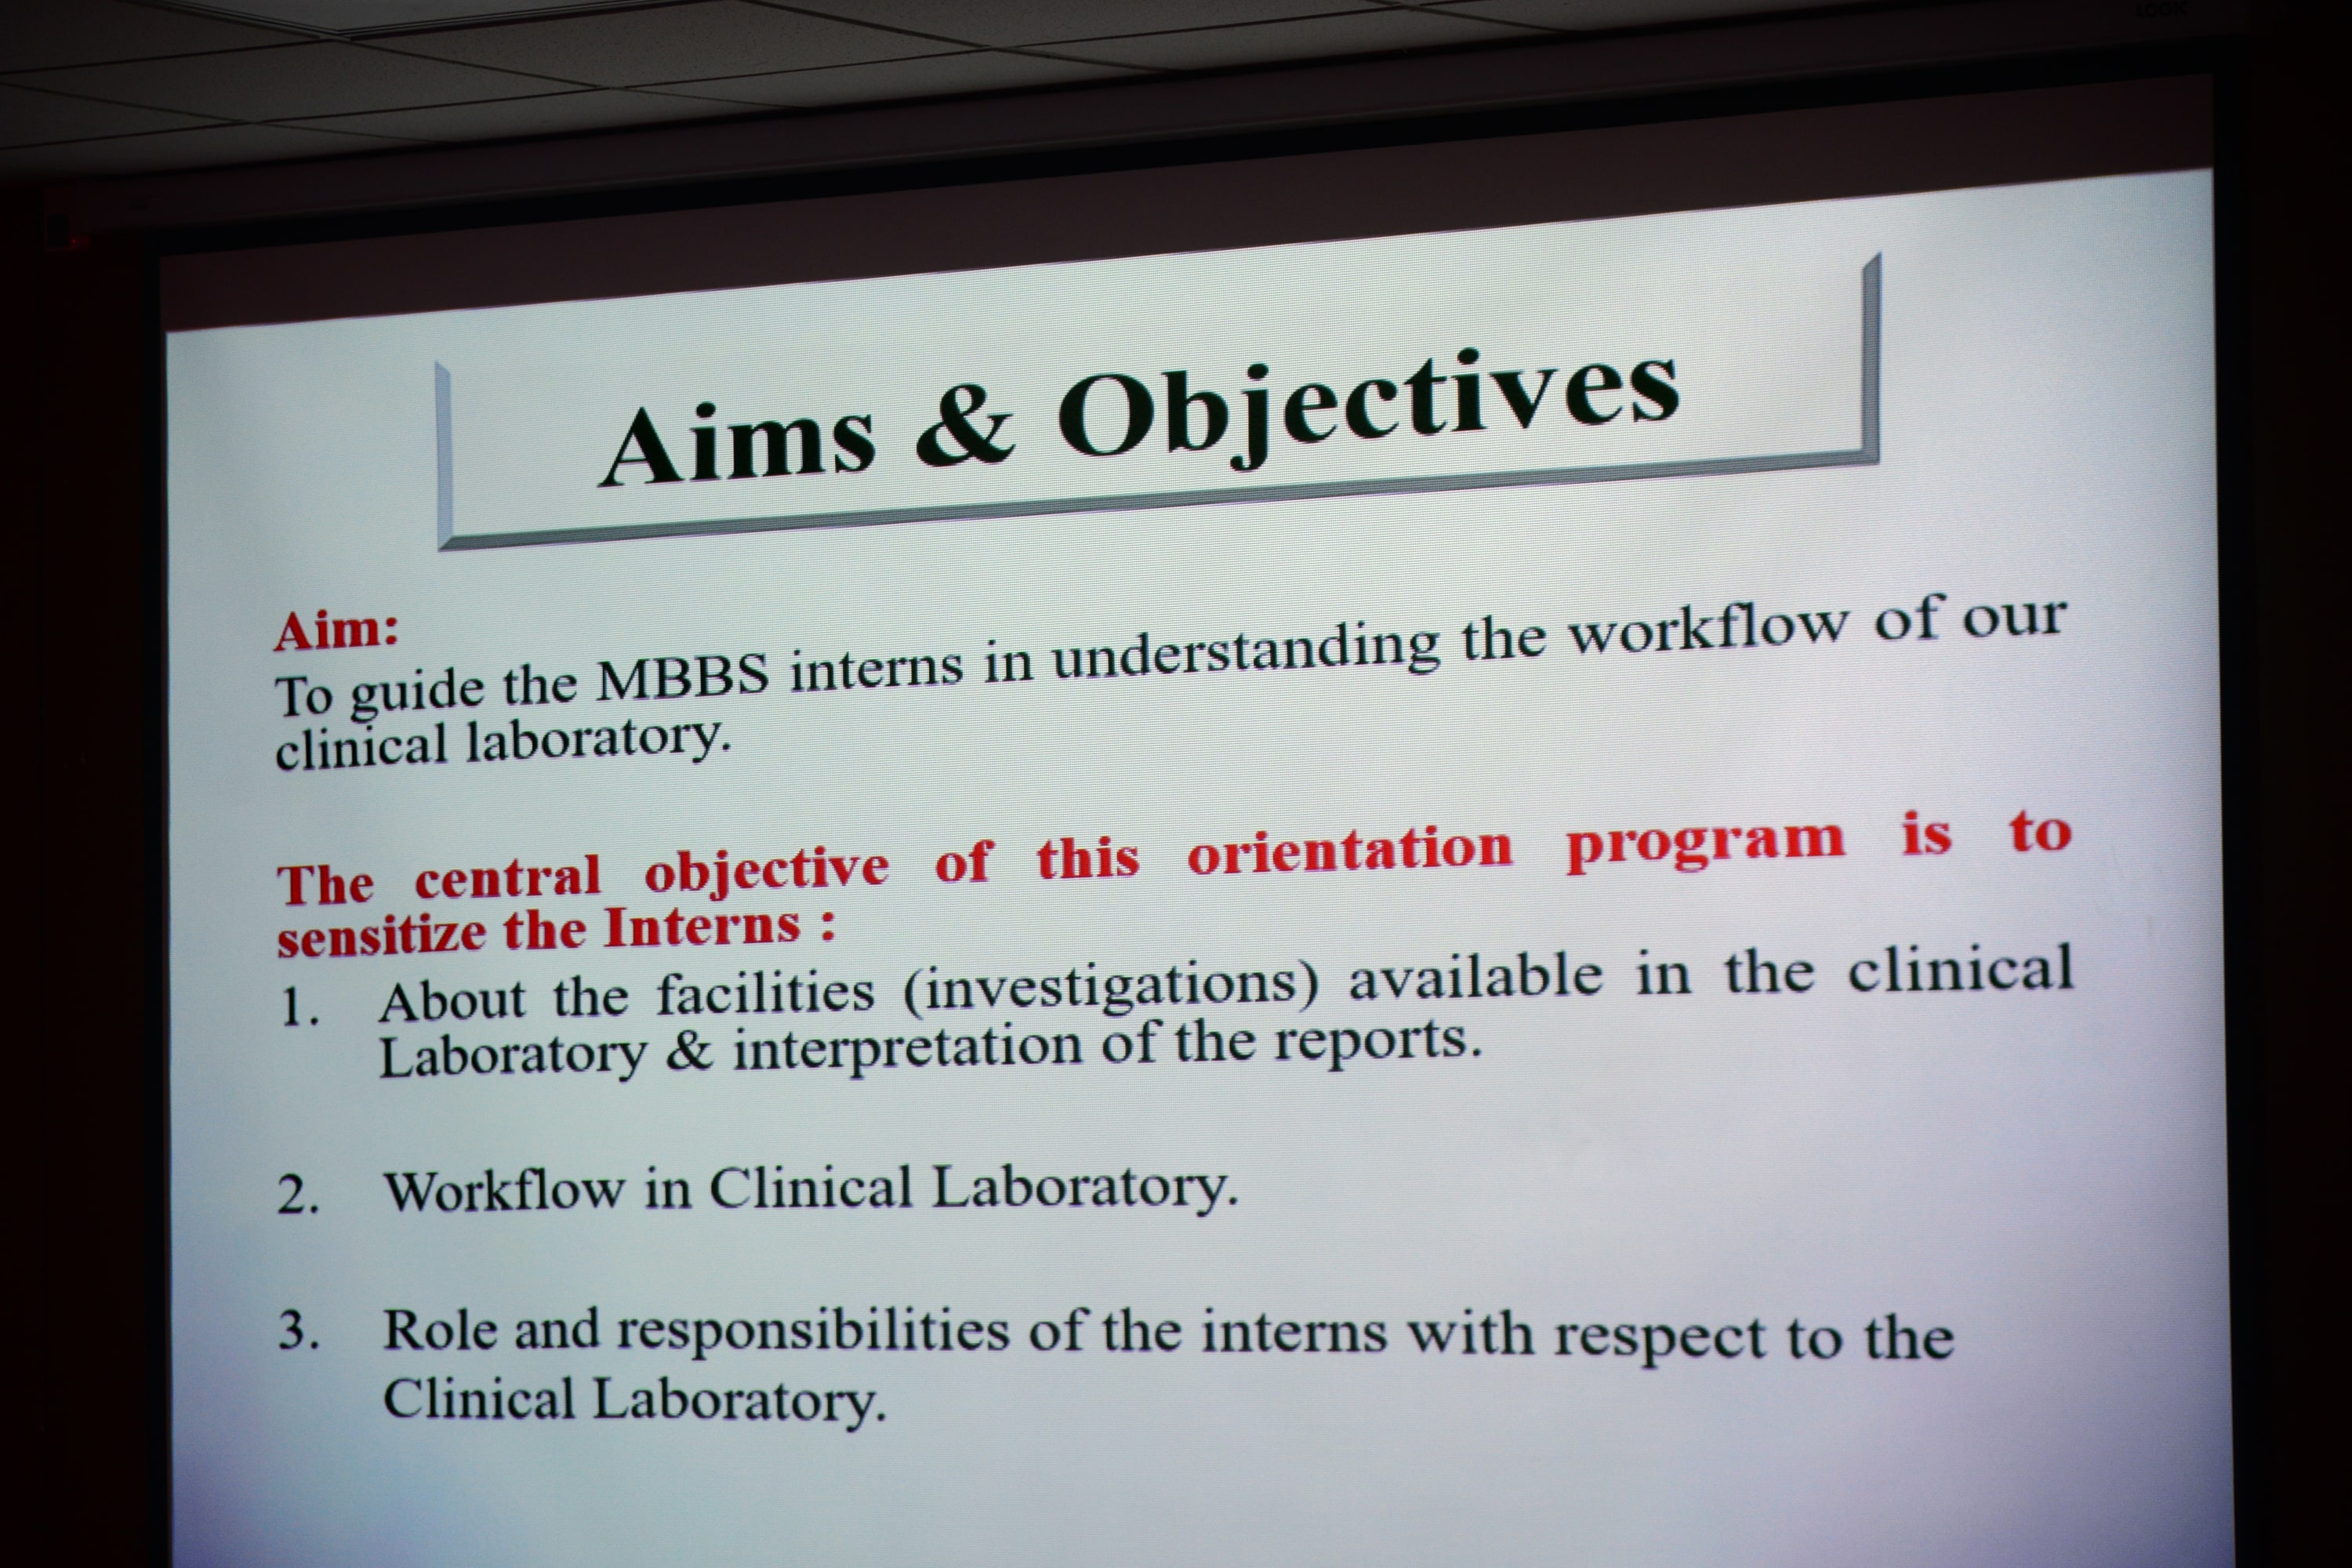 Aims & Objectives
Aim:
To guide the MBBS interns in understanding the workflow of our
clinical laboratory.
The central objective of this orientation program is to
sensitize the Interns :
1. About the facilities (investigations) available in the clinical
Laboratory & interpretation of the reports.
2. Workflow in Clinical Laboratory.
3. Role and responsibilities of the interns with respect to the
Clinical Laboratory.